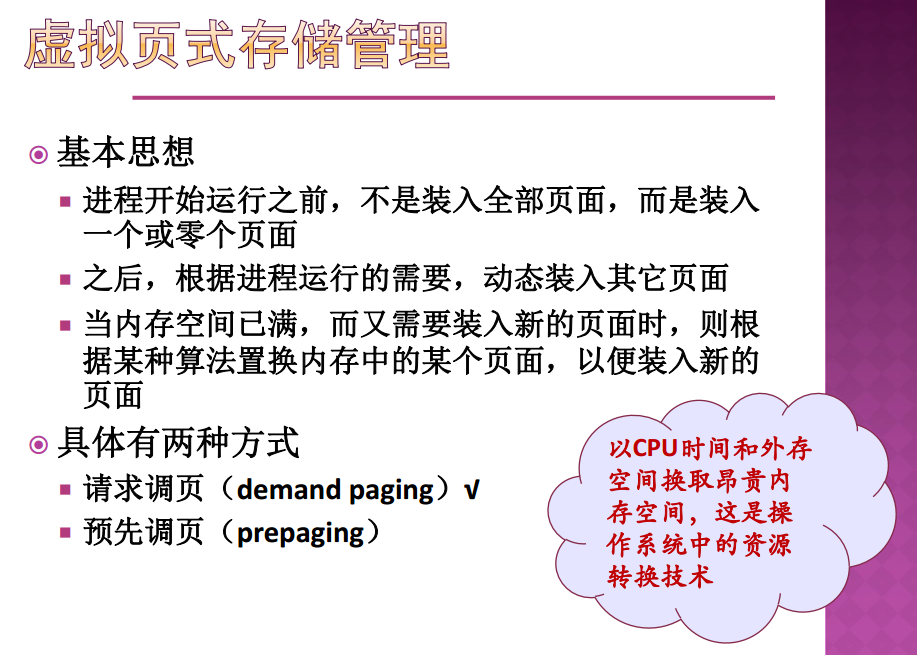 虚拟页式存储管理
基本思想
进程开始运行之前，不是装入全部页面，而是装入
一个或零个页面
之后，根据进程运行的需要，动态装入其它页面
当内存空间已满，而又需要装入新的页面时，则根
据某种算法置换内存中的某个页面，以便装入新的
页面
具体有两种方式
请求调页（demand paging）√
预先调页（prepaging）
以CPU时间和外存
空间换取昂贵内
存空间，这是操
作系统中的资源
转换技术